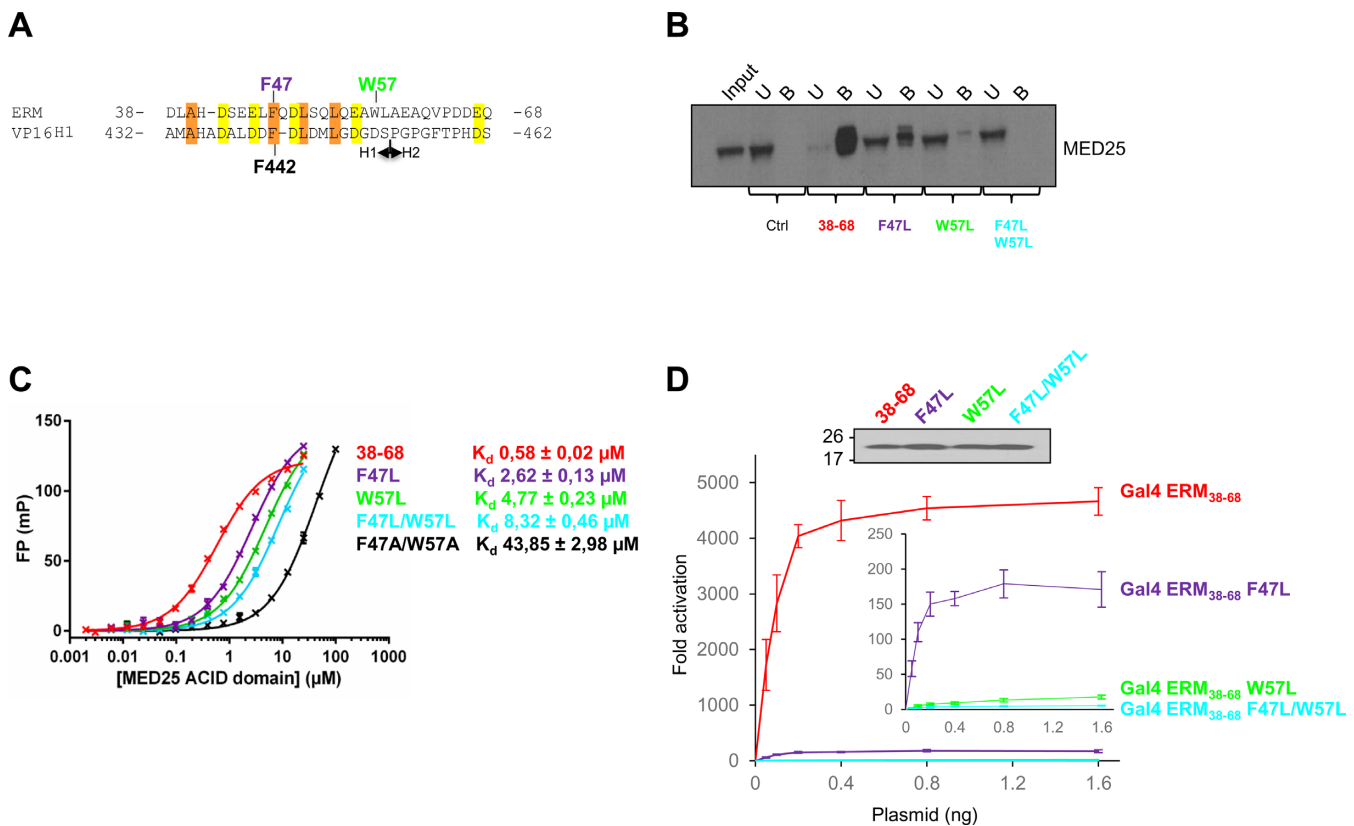 A
F47 W57
ERM 38- DLAH-DSEELFQDLSQLQEAWLAEAQVPDDEQ -68
VP16H1 432- AMAHADALDDF-DLDMLGDGDSPGPGFTPHDS -462
F442 H1 H2
B
Input U B U B U B U B U B
MED25
Ctrl 38-68 F47L W57L F47L
W57L
C
150
100
50
0
FP (mP)
0.001 0.01 0.1 1 10 100 1000
[MED25 ACID domain] (µM)
38-68 Kd 0,58 ± 0,02 µM
F47L Kd 2,62 ± 0,13 µM
W57L Kd 4,77 ± 0,23 µM
F47L/W57L Kd 8,32 ± 0,46 µM
F47A/W57A Kd 43,85 ± 2,98 µM
D
38-68 F47L W57L F47L/W57L
26
17
5000
4000
3000
2000
1000
0
Fold activation
0 0.4 0.8 1.2 1.6
Plasmid (ng)
250
200
150
100
50
0
0 0.4 0.8 1.2 1.6
Gal4 ERM38-68
Gal4 ERM38-68 F47L
Gal4 ERM38-68 W57L
Gal4 ERM38-68 F47L/W57L